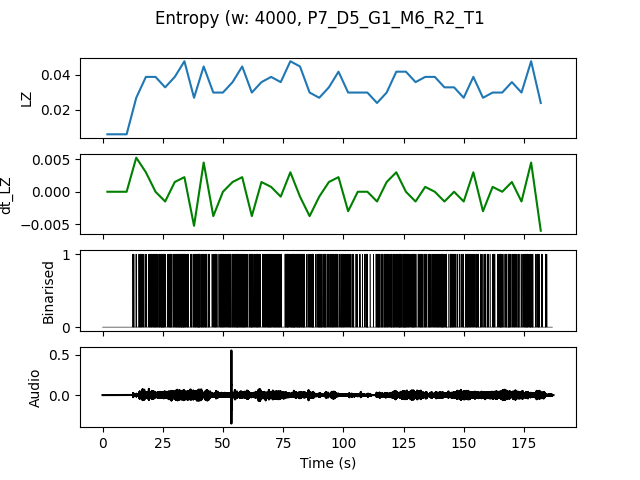 Entropy (w: 4000, P7_D5_G1_M6_R2_T1
0.04
0.02
LZ
0.005
0.000
−0.005
dt_LZ
1
0
Binarised
0.5
0.0
Audio
0 25 50 75 100 125 150 175
Time (s)